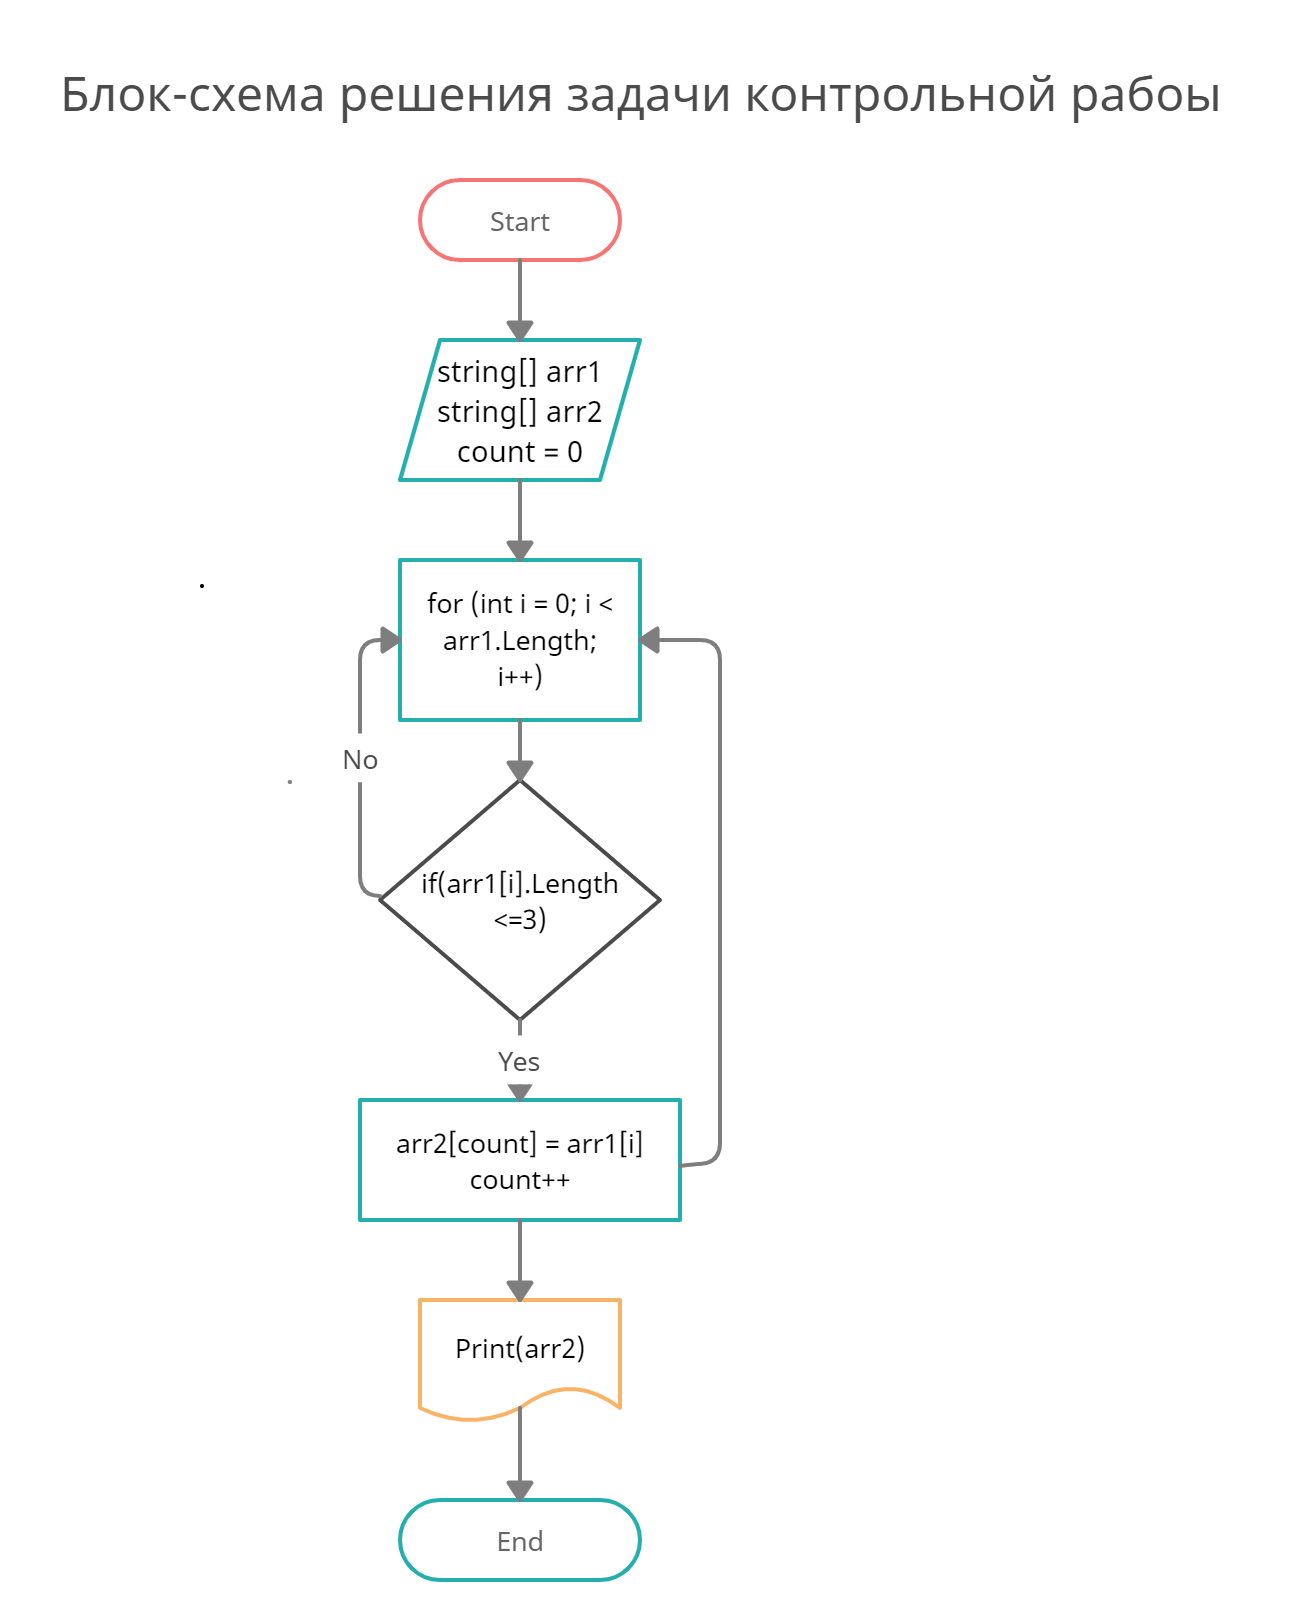 Блок-схема решения задачи контрольной рабоы
Start
string[] arr1
string[] arr2
count = 0
for (int i = 0; i <
arr1.Length;
i++)
No
if(arr1[i].Length
<=3)
Yes
arr2[count] = arr1[i]
count++
Print(arr2)
End